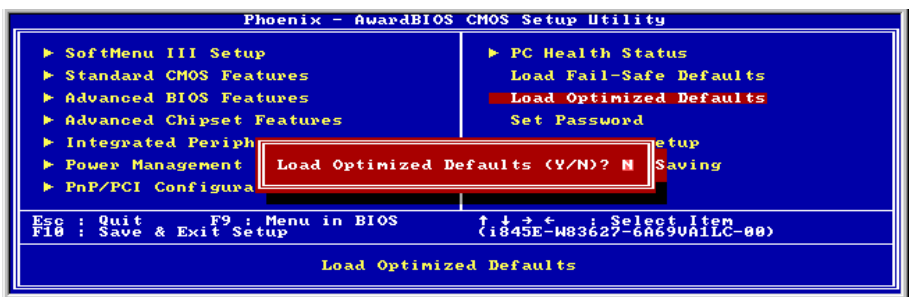 Phoenix - AwardBIOS CMOS Setup Utility
▶ SoftMenu III Setup
▶ Standard CMOS Features
▶ Advanced BIOS Features
▶ Advanced Chipset Features
▶ Integrated Periph
▶ Power Management
▶ PnP/PCI Configura
▶ PC Health Status
Load Fail-Safe Defaults
Load Optimized Defaults
Set Password
etup
Saving
Load Optimized Defaults (Y/N)? N
Esc : Quit F9 : Menu in BIOS ↑ ↓ → ← : Select Item
F10 : Save & Exit Setup (i845E-W83627-6A69VA1LC-00)
Load Optimized Defaults